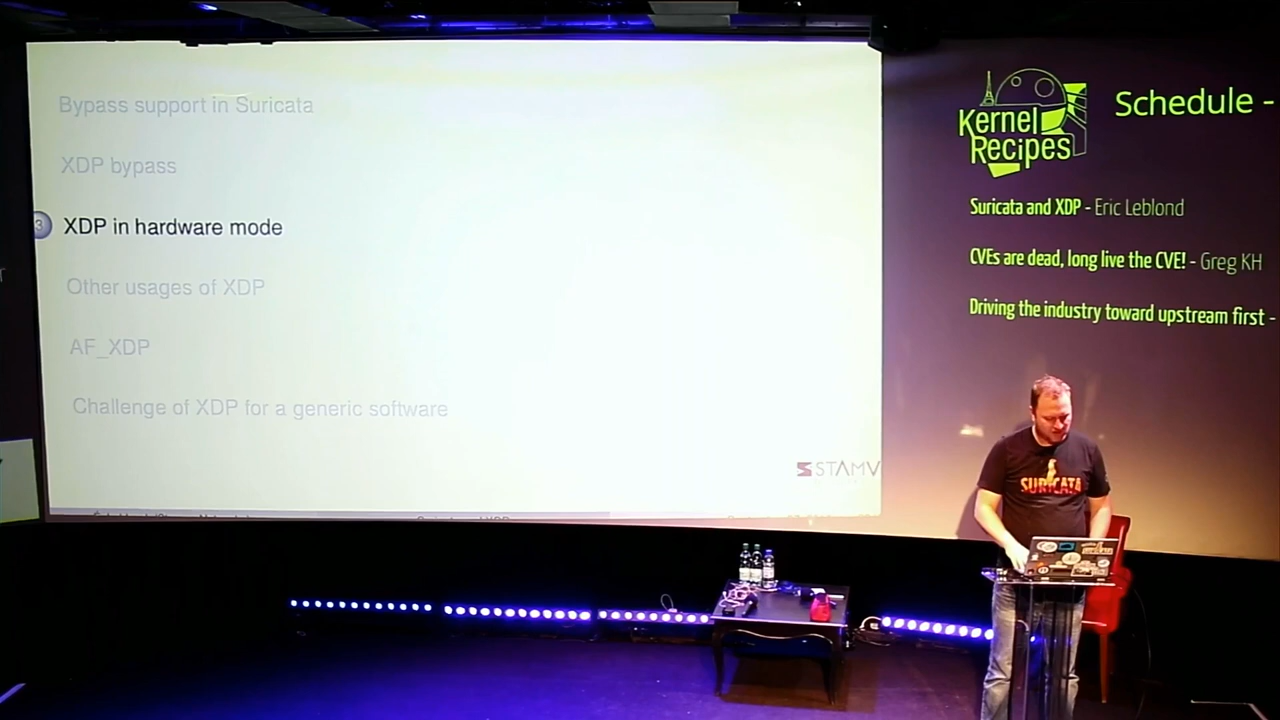 Bypass support in Suricata
XDP bypass
3
XDP in hardware mode
Other usages of XDP
AF_XDP
Challenge of XDP for a generic software
STAMV
Kernel
Recipes
Schedule -
Suricata and XDP - Eric Leblond
CVEs are dead, long live the CVE! - Greg KH
Driving the industry toward upstream first -
SURICATA